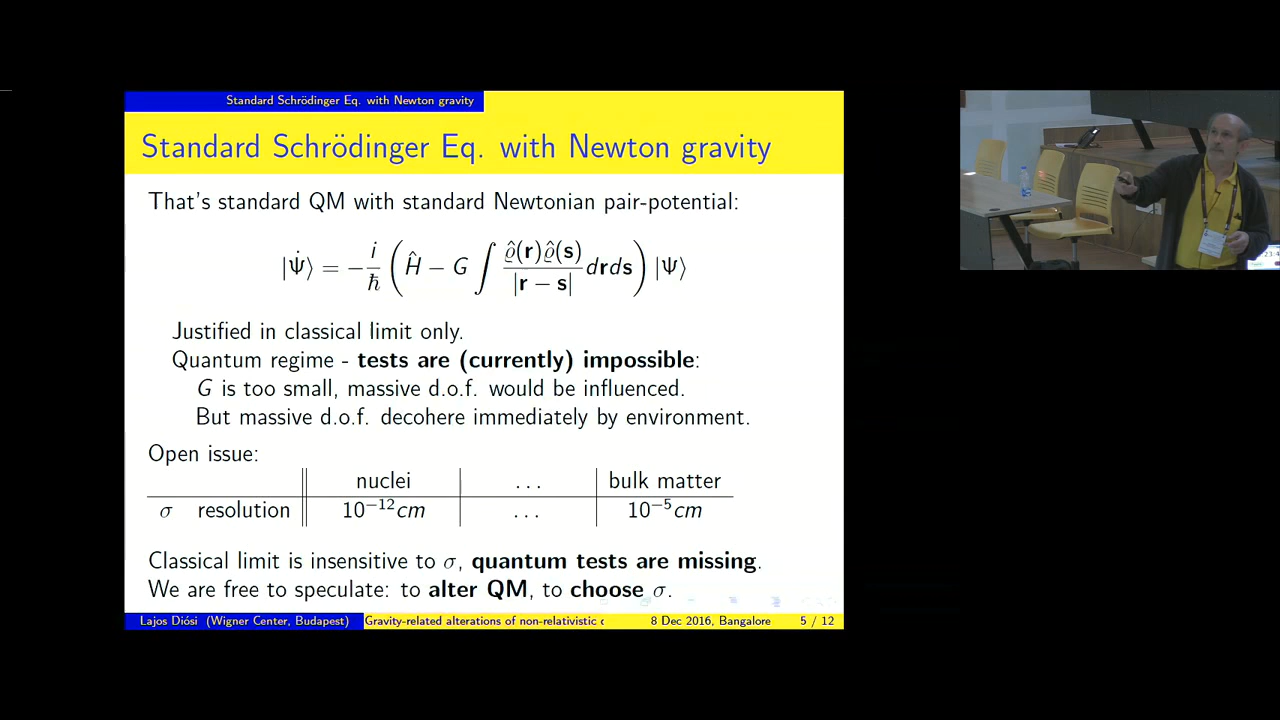 Standard Schrödinger Eq. with Newton gravity
Standard Schrödinger Eq. with Newton gravity
That's standard QM with standard Newtonian pair-potential:
|Ψ̇⟩ = −i/ħ ( Ĥ − G ∫ ϱ̂(r)ϱ̂(s)/|r − s| drds ) |Ψ⟩
Justified in classical limit only.
Quantum regime - tests are (currently) impossible:
G is too small, massive d.o.f. would be influenced.
But massive d.o.f. decohere immediately by environment.
Open issue:
nuclei ... bulk matter
σ resolution 10⁻¹²cm ... 10⁻⁵cm
Classical limit is insensitive to σ, quantum tests are missing.
We are free to speculate: to alter QM, to choose σ.
Lajos Diósi (Wigner Center, Budapest) Gravity-related alterations of non-relativistic 8 Dec 2016, Bangalore 5 / 12